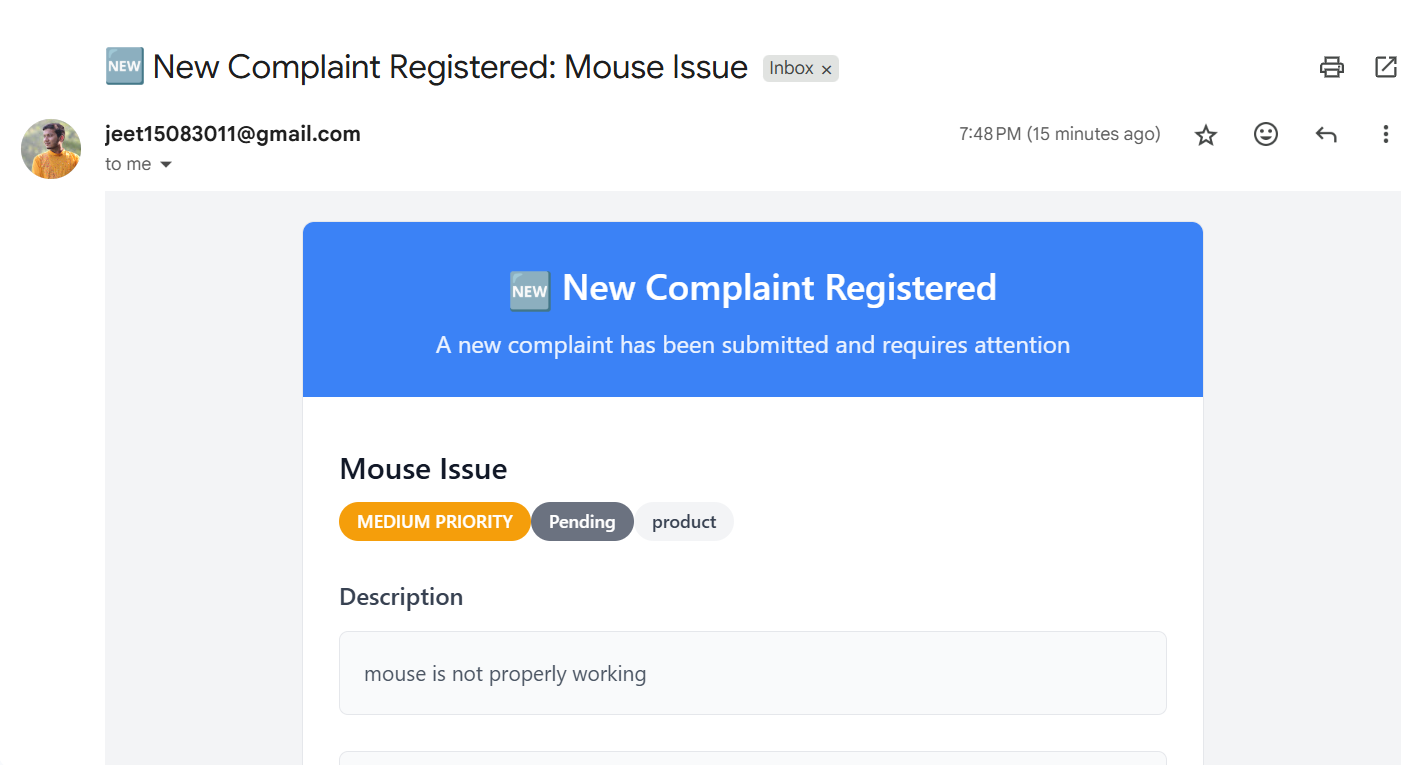 🆕 New Complaint Registered: Mouse Issue Inbox ×
jeet15083011@gmail.com 7:48 PM (15 minutes ago)
to me
🆕 New Complaint Registered
A new complaint has been submitted and requires attention
Mouse Issue
MEDIUM PRIORITY Pending product
Description
mouse is not properly working